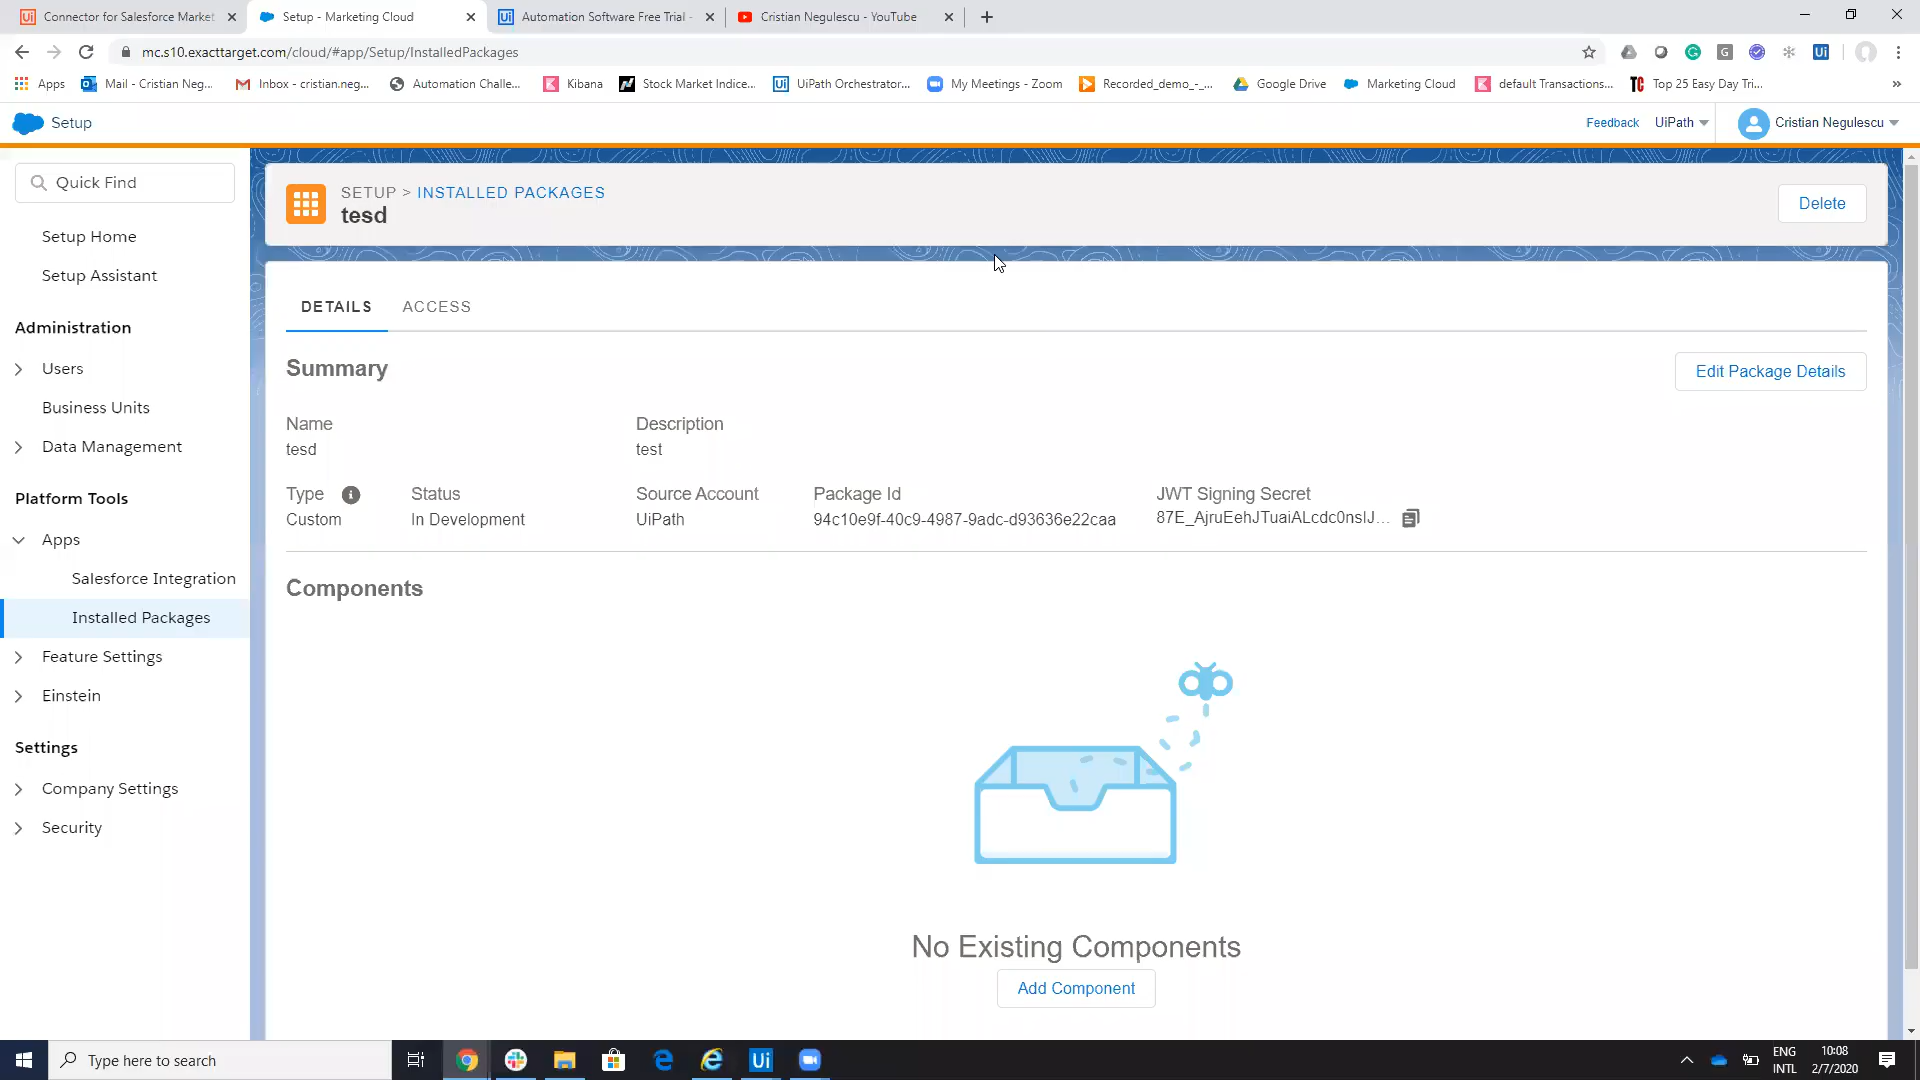 Connector for Salesforce Market
Setup - Marketing Cloud
Automation Software Free Trial -
Cristian Negulescu - YouTube
mc.s10.exacttarget.com/cloud/#app/Setup/InstalledPackages
Apps
Mail - Cristian Neg...
Inbox - cristian.neg...
Automation Challe...
Kibana
Stock Market Indice...
UiPath Orchestrator...
My Meetings - Zoom
Recorded_demo_-_...
Google Drive
Marketing Cloud
default Transactions...
Top 25 Easy Day Tri...
»
Setup
Feedback
UiPath
Cristian Negulescu
Quick Find
SETUP > INSTALLED PACKAGES
tesd
Delete
Setup Home
Setup Assistant
Administration
Users
Business Units
Data Management
Platform Tools
Apps
Salesforce Integration
Installed Packages
Feature Settings
Einstein
Settings
Company Settings
Security
DETAILS
ACCESS
Summary
Edit Package Details
Name
tesd
Description
test
Type
Custom
Status
In Development
Source Account
UiPath
Package Id
94c10e9f-40c9-4987-9adc-d93636e22caa
JWT Signing Secret
87E_AjruEehJTuaiALcdc0nslJ...
Components
No Existing Components
Add Component
Type here to search
ENG
INTL
10:08
2/7/2020